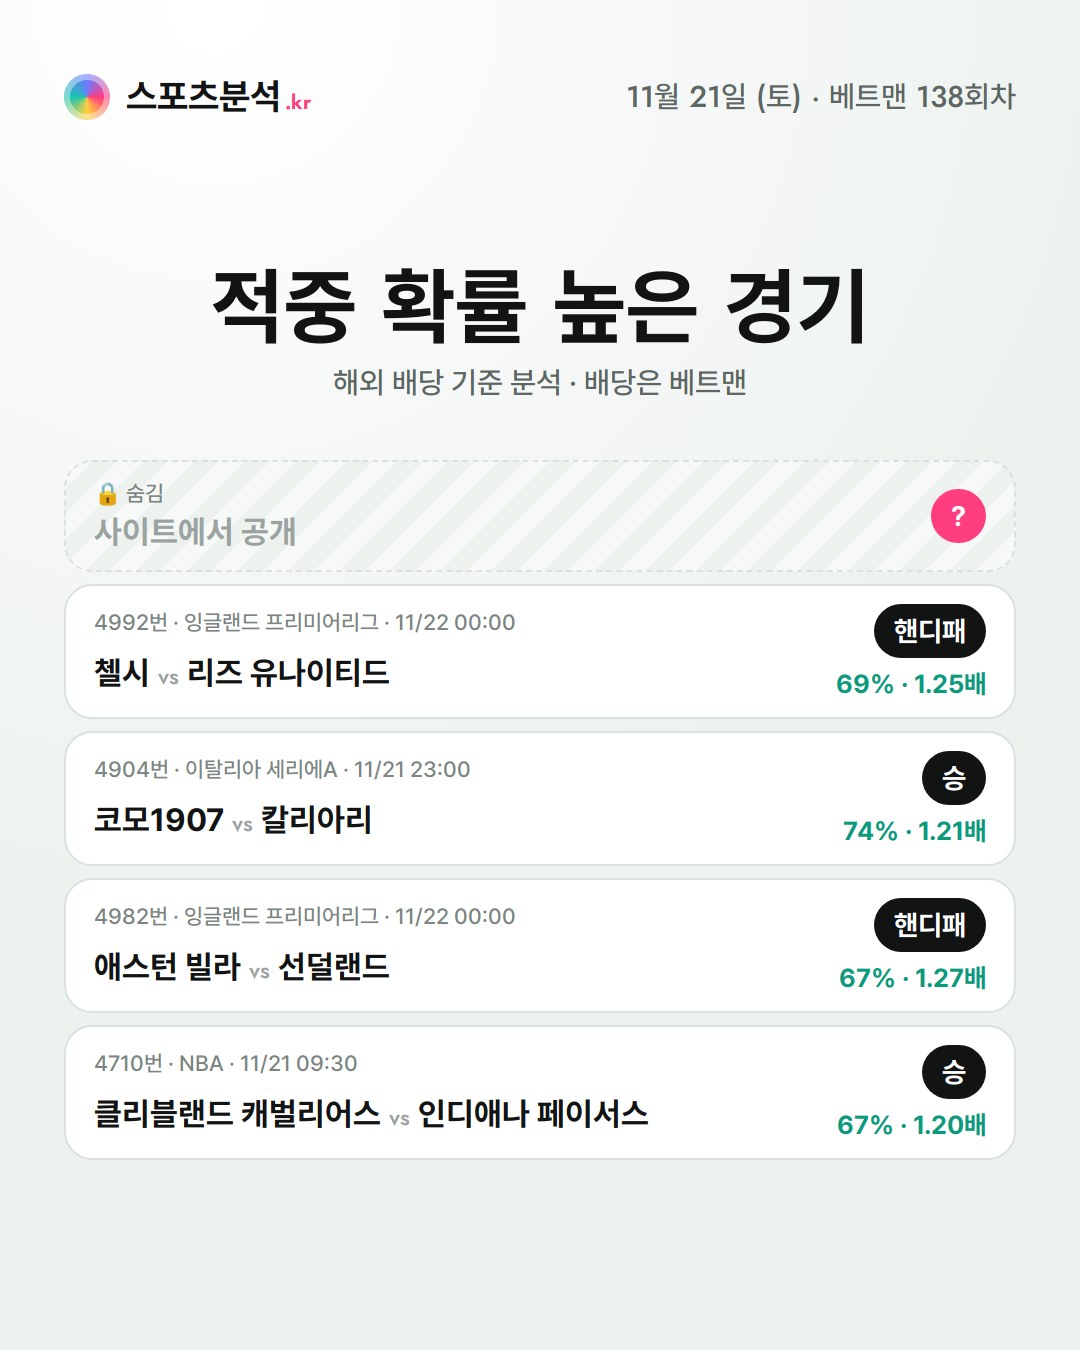 스포츠분석.kr
11월 21일 (토) · 베트맨 138회차
적중 확률 높은 경기
해외 배당 기준 분석 · 배당은 베트맨
🔒 숨김
사이트에서 공개
?
4992번 · 잉글랜드 프리미어리그 · 11/22 00:00
첼시 vs 리즈 유나이티드
핸디패
69% · 1.25배
4904번 · 이탈리아 세리에A · 11/21 23:00
코모1907 vs 칼리아리
승
74% · 1.21배
4982번 · 잉글랜드 프리미어리그 · 11/22 00:00
애스턴 빌라 vs 선덜랜드
핸디패
67% · 1.27배
4710번 · NBA · 11/21 09:30
클리블랜드 캐벌리어스 vs 인디애나 페이서스
승
67% · 1.20배